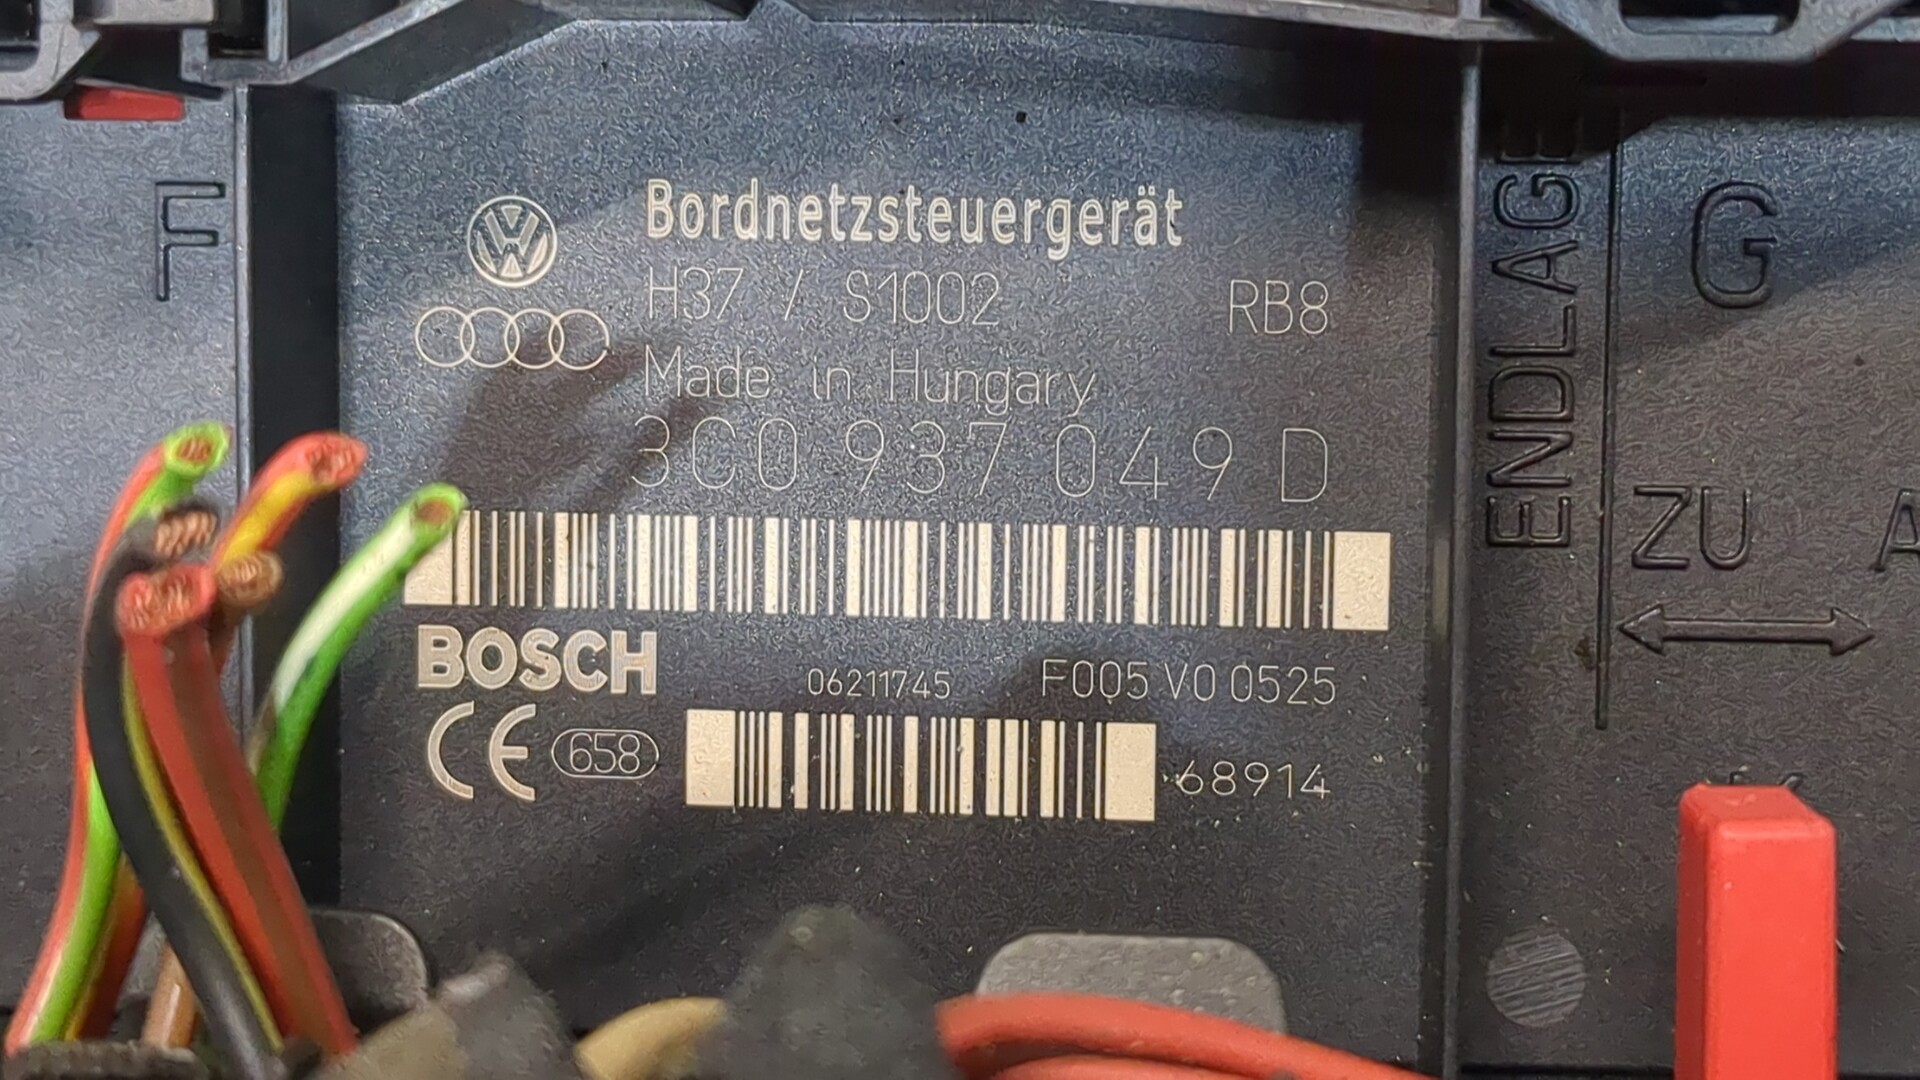 F
Bordnetzsteuergerät
H37 / S1002 RB8
Made in Hungary
3C0 937 049 D
BOSCH 06211745 F005 V0 0525
CE 658 68914
ENDLAGE
G
ZU A